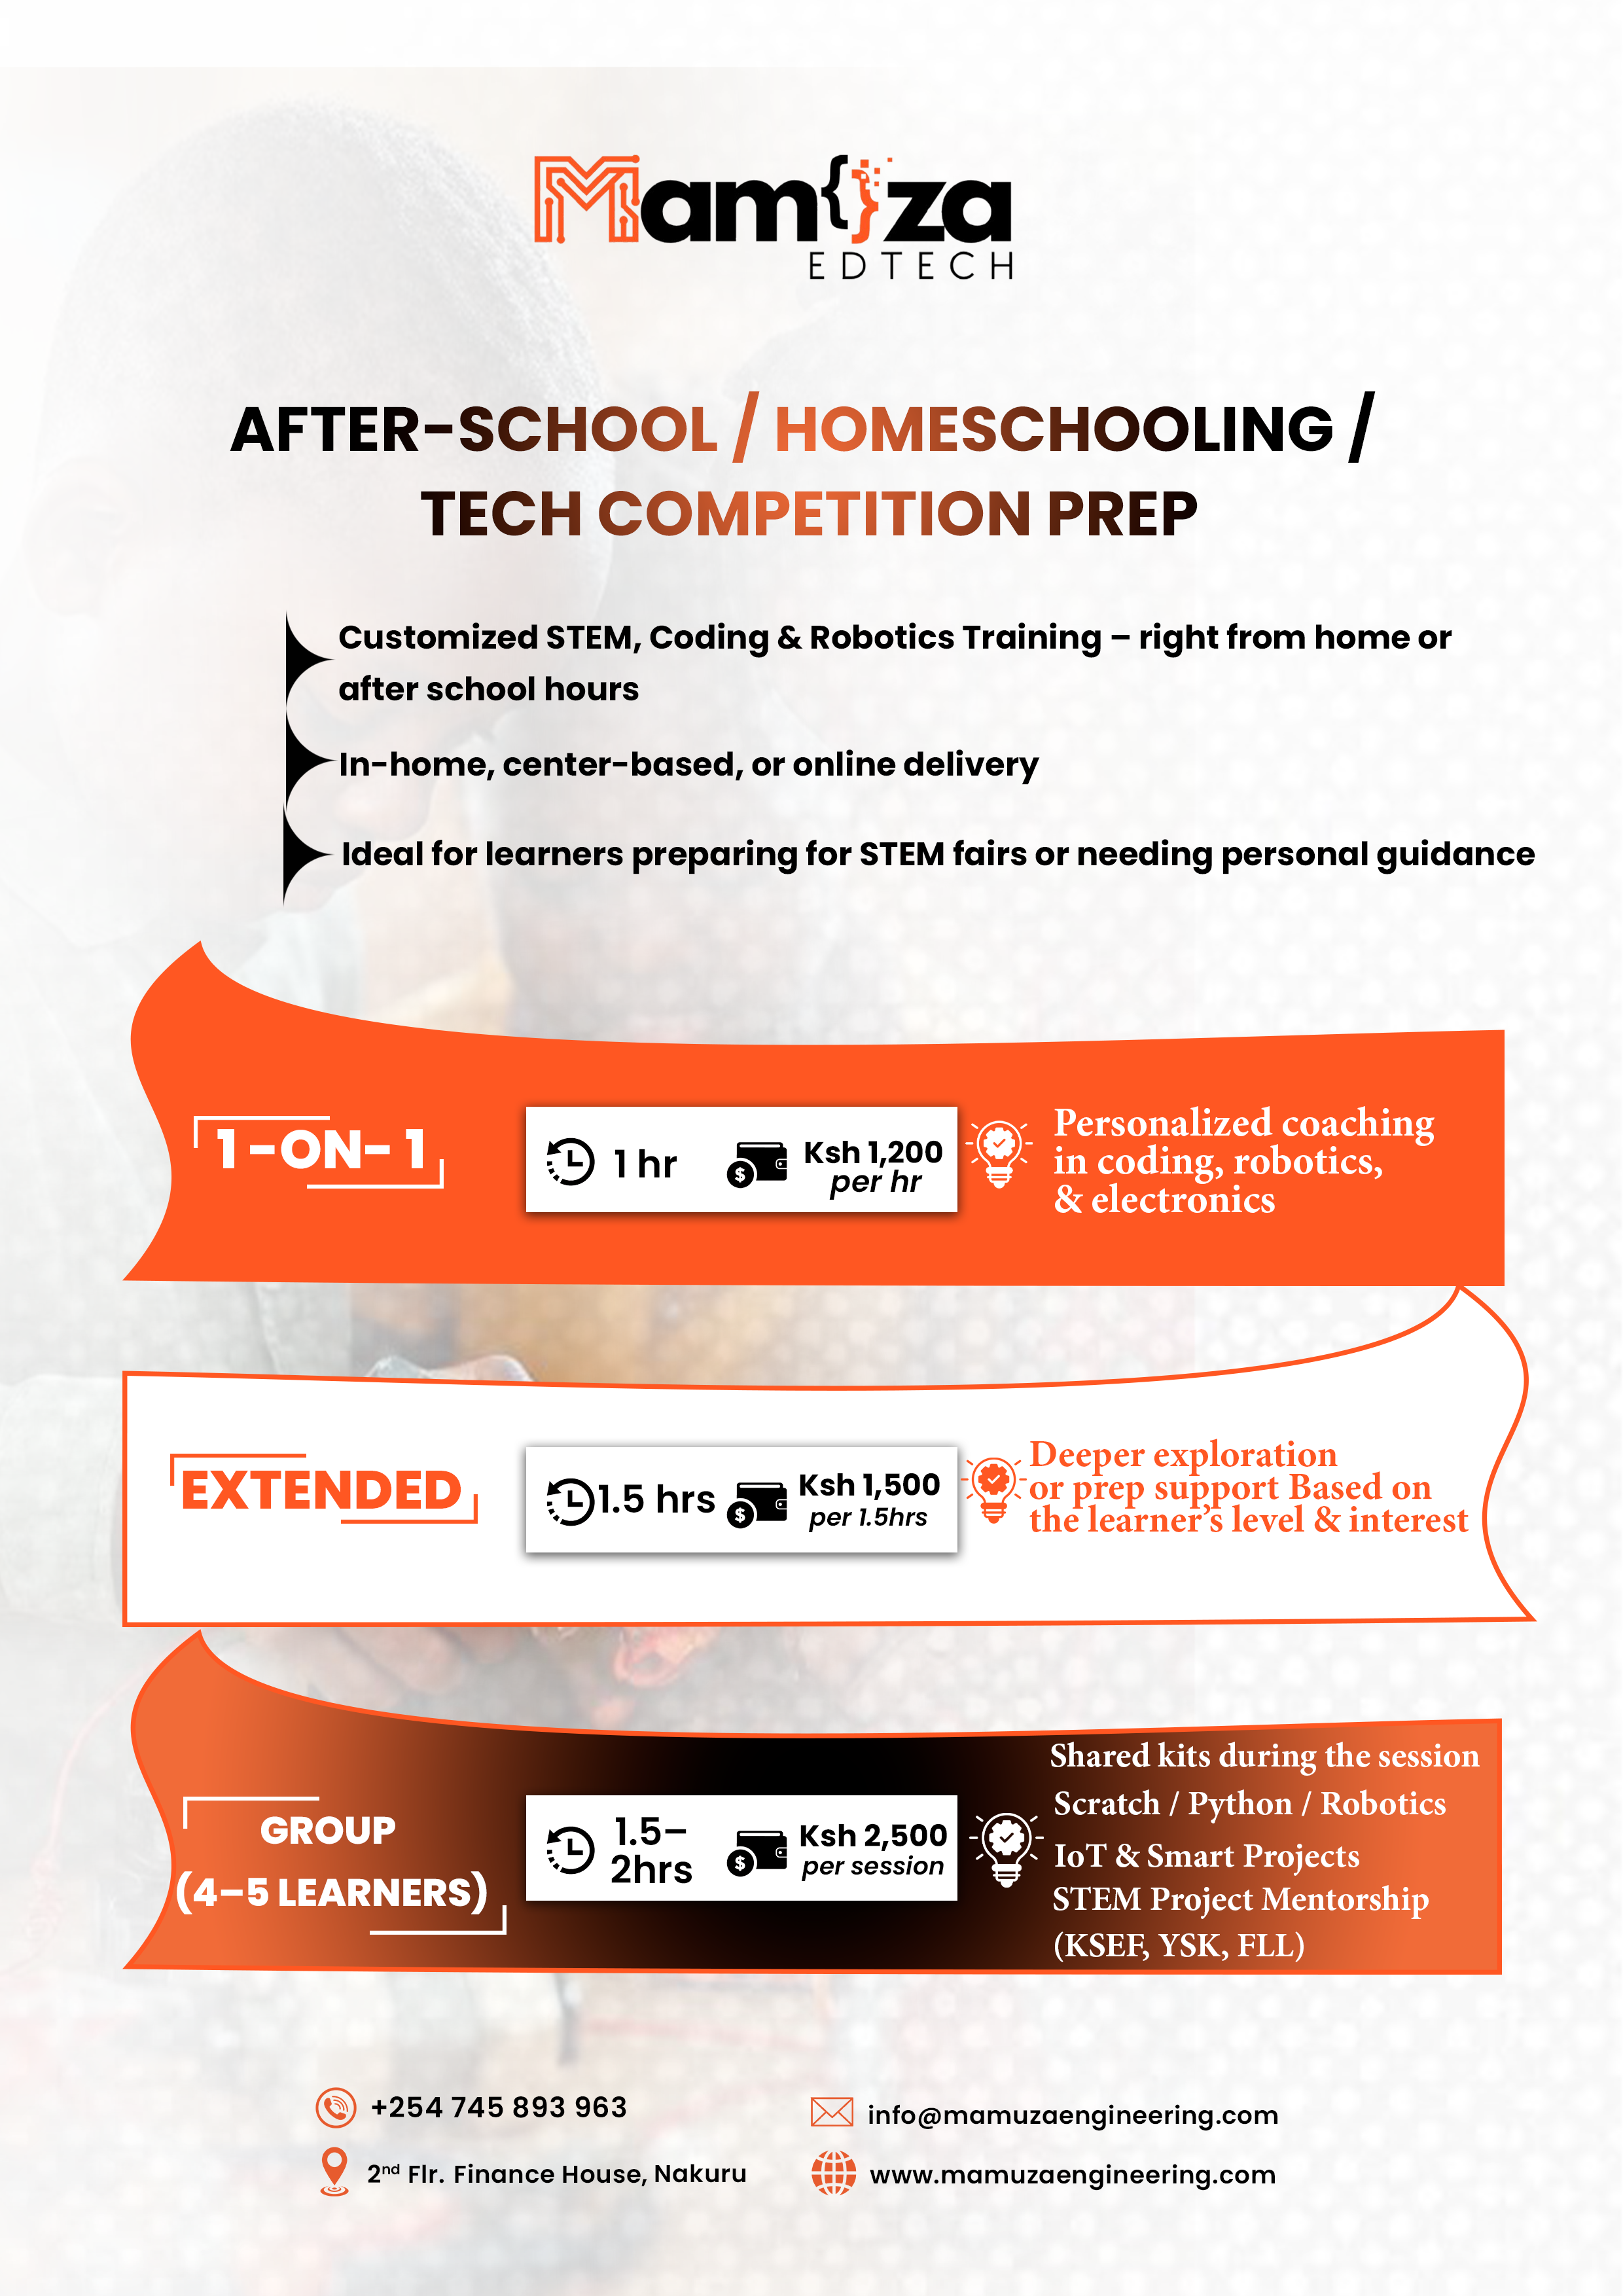 Mam{}za
EDTECH
AFTER-SCHOOL / HOMESCHOOLING /
TECH COMPETITION PREP
Customized STEM, Coding & Robotics Training – right from home or
after school hours
In-home, center-based, or online delivery
Ideal for learners preparing for STEM fairs or needing personal guidance
1-ON-1
1 hr
Ksh 1,200
per hr
Personalized coaching
in coding, robotics,
& electronics
EXTENDED
1.5 hrs
Ksh 1,500
per 1.5hrs
Deeper exploration
or prep support Based on
the learner's level & interest
GROUP
(4–5 LEARNERS)
1.5–
2hrs
Ksh 2,500
per session
Shared kits during the session
Scratch / Python / Robotics
IoT & Smart Projects
STEM Project Mentorship
(KSEF, YSK, FLL)
+254 745 893 963
info@mamuzaengineering.com
2nd Flr. Finance House, Nakuru
www.mamuzaengineering.com